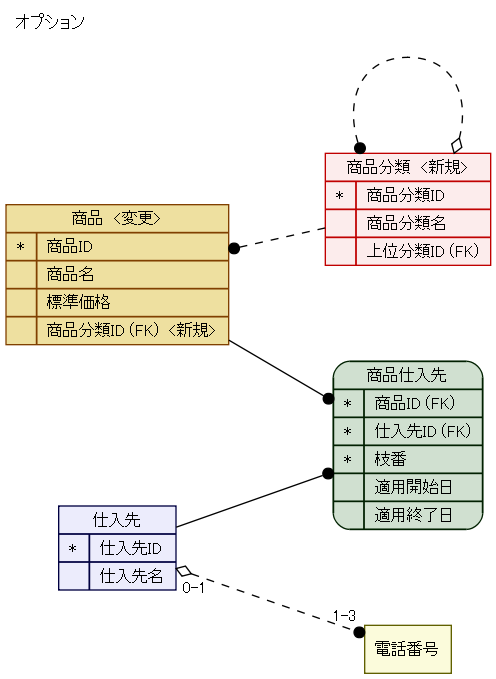 オプション
商品分類 <新規>
* 商品分類ID
商品分類名
上位分類ID(FK)
商品 <変更>
* 商品ID
商品名
標準価格
商品分類ID(FK) <新規>
商品仕入先
* 商品ID(FK)
* 仕入先ID(FK)
* 枝番
適用開始日
適用終了日
仕入先
* 仕入先ID
仕入先名
0-1
1-3
電話番号